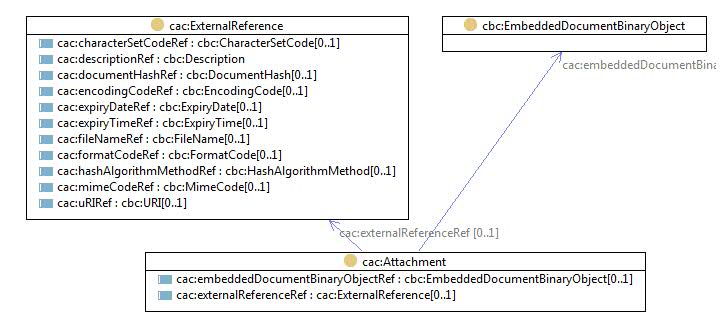 cac:ExternalReference
cac:characterSetCodeRef : cbc:CharacterSetCode[0..1]
cac:descriptionRef : cbc:Description
cac:documentHashRef : cbc:DocumentHash[0..1]
cac:encodingCodeRef : cbc:EncodingCode[0..1]
cac:expiryDateRef : cbc:ExpiryDate[0..1]
cac:expiryTimeRef : cbc:ExpiryTime[0..1]
cac:fileNameRef : cbc:FileName[0..1]
cac:formatCodeRef : cbc:FormatCode[0..1]
cac:hashAlgorithmMethodRef : cbc:HashAlgorithmMethod[0..1]
cac:mimeCodeRef : cbc:MimeCode[0..1]
cac:uRIRef : cbc:URI[0..1]
cbc:EmbeddedDocumentBinaryObject
cac:embeddedDocumentBina
cac:externalReferenceRef [0..1]
cac:Attachment
cac:embeddedDocumentBinaryObjectRef : cbc:EmbeddedDocumentBinaryObject[0..1]
cac:externalReferenceRef : cac:ExternalReference[0..1]